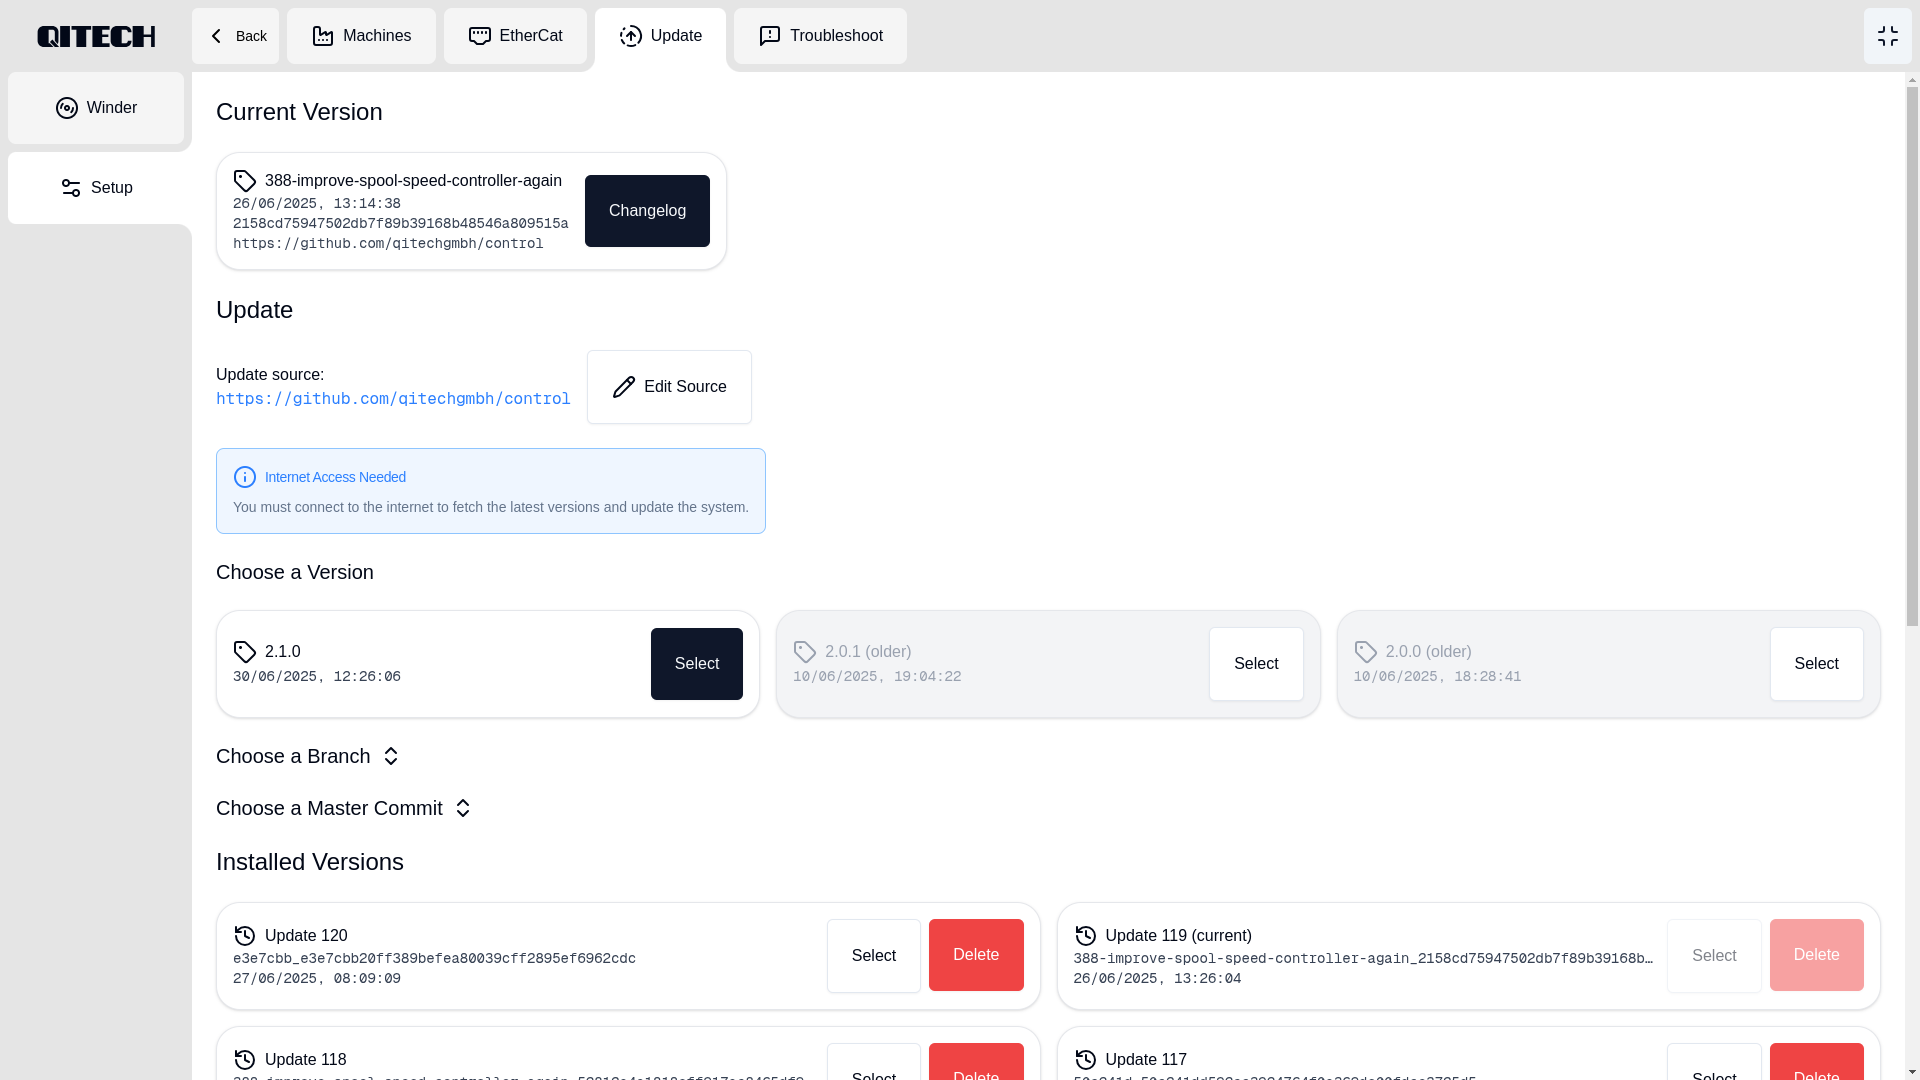 QITECH
Back
Machines
EtherCat
Update
Troubleshoot
Winder
Setup
Current Version
388-improve-spool-speed-controller-again
26/06/2025, 13:14:38
2158cd75947502db7f89b39168b48546a809515a
https://github.com/qitechgmbh/control
Changelog
Update
Update source:
https://github.com/qitechgmbh/control
Edit Source
Internet Access Needed
You must connect to the internet to fetch the latest versions and update the system.
Choose a Version
2.1.0
30/06/2025, 12:26:06
Select
2.0.1 (older)
10/06/2025, 19:04:22
Select
2.0.0 (older)
10/06/2025, 18:28:41
Select
Choose a Branch
Choose a Master Commit
Installed Versions
Update 120
e3e7cbb_e3e7cbb20ff389befea80039cff2895ef6962cdc
27/06/2025, 08:09:09
Select
Delete
Update 119 (current)
388-improve-spool-speed-controller-again_2158cd75947502db7f89b39168b…
26/06/2025, 13:26:04
Select
Delete
Update 118
Select
Delete
Update 117
Select
Delete